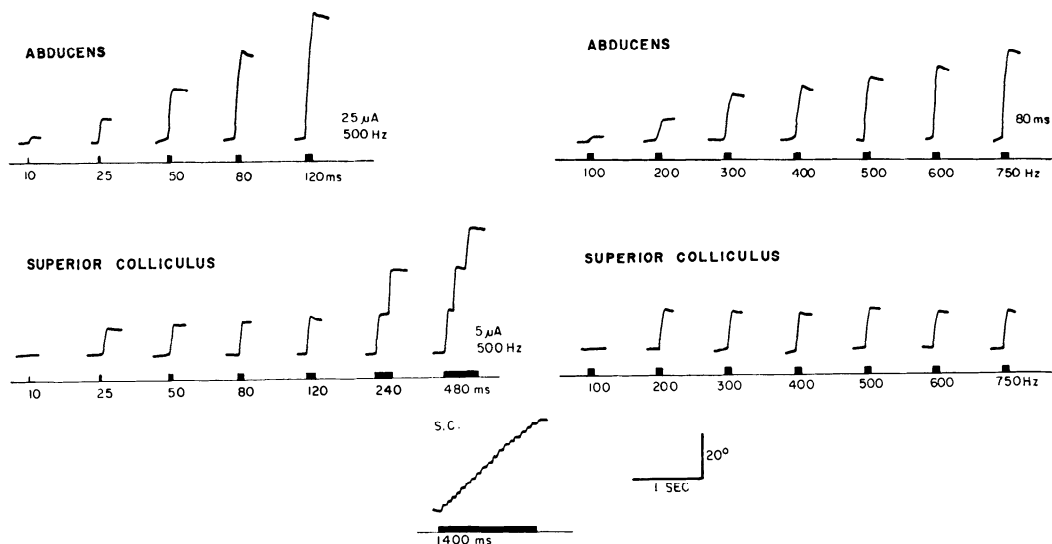 ABDUCENS
25 µA
500 Hz
10 25 50 80 120 ms
ABDUCENS
80 ms
100 200 300 400 500 600 750 Hz
SUPERIOR COLLICULUS
5 µA
500 Hz
10 25 50 80 120 240 480 ms
SUPERIOR COLLICULUS
100 200 300 400 500 600 750 Hz
S.C.
1400 ms
20°
1 SEC